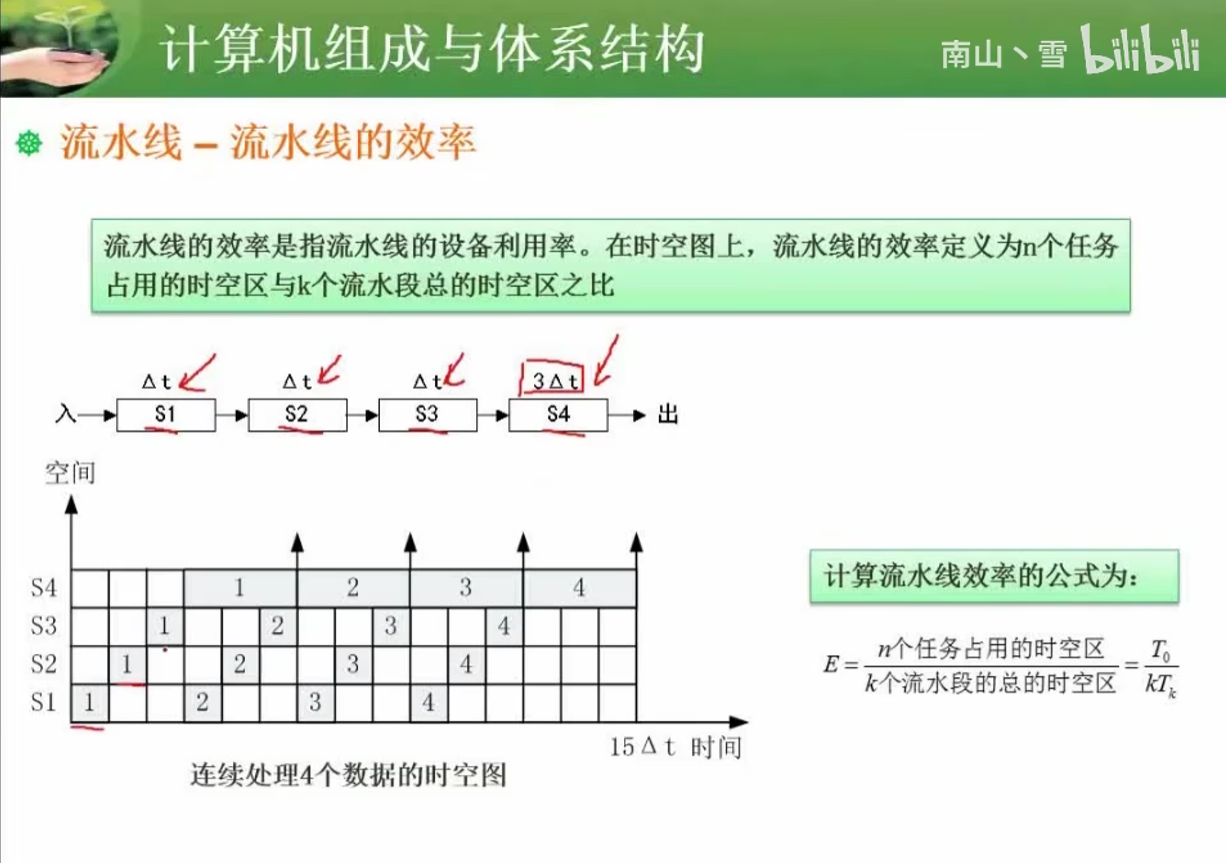 计算机组成与体系结构
南山丶雪 bilibili
流水线 – 流水线的效率
流水线的效率是指流水线的设备利用率。在时空图上，流水线的效率定义为n个任务
占用的时空区与k个流水段总的时空区之比
Δt Δt Δt 3Δt
入 S1 S2 S3 S4 出
空间
S4 1 2 3 4
S3 1 2 3 4
S2 1 2 3 4
S1 1 2 3 4
15Δt 时间
连续处理4个数据的时空图
计算流水线效率的公式为：
E = n个任务占用的时空区 / k个流水段的总的时空区 = T₀ / kTₖ